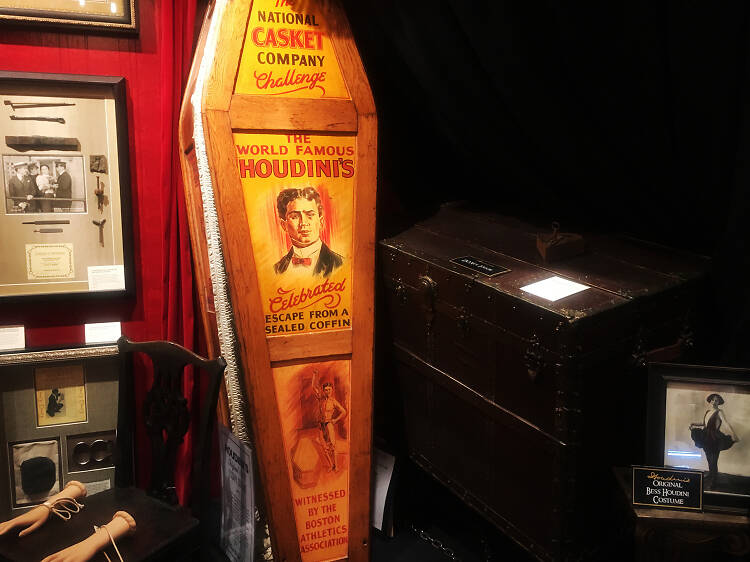 The
NATIONAL
CASKET
COMPANY
Challenge
THE
WORLD FAMOUS
HOUDINI'S
Celebrated
ESCAPE FROM A
SEALED COFFIN
WITNESSED
BY THE
BOSTON
ATHLETICS
ASSOCIATION
Houdini's
ORIGINAL
BESS HOUDINI
COSTUME